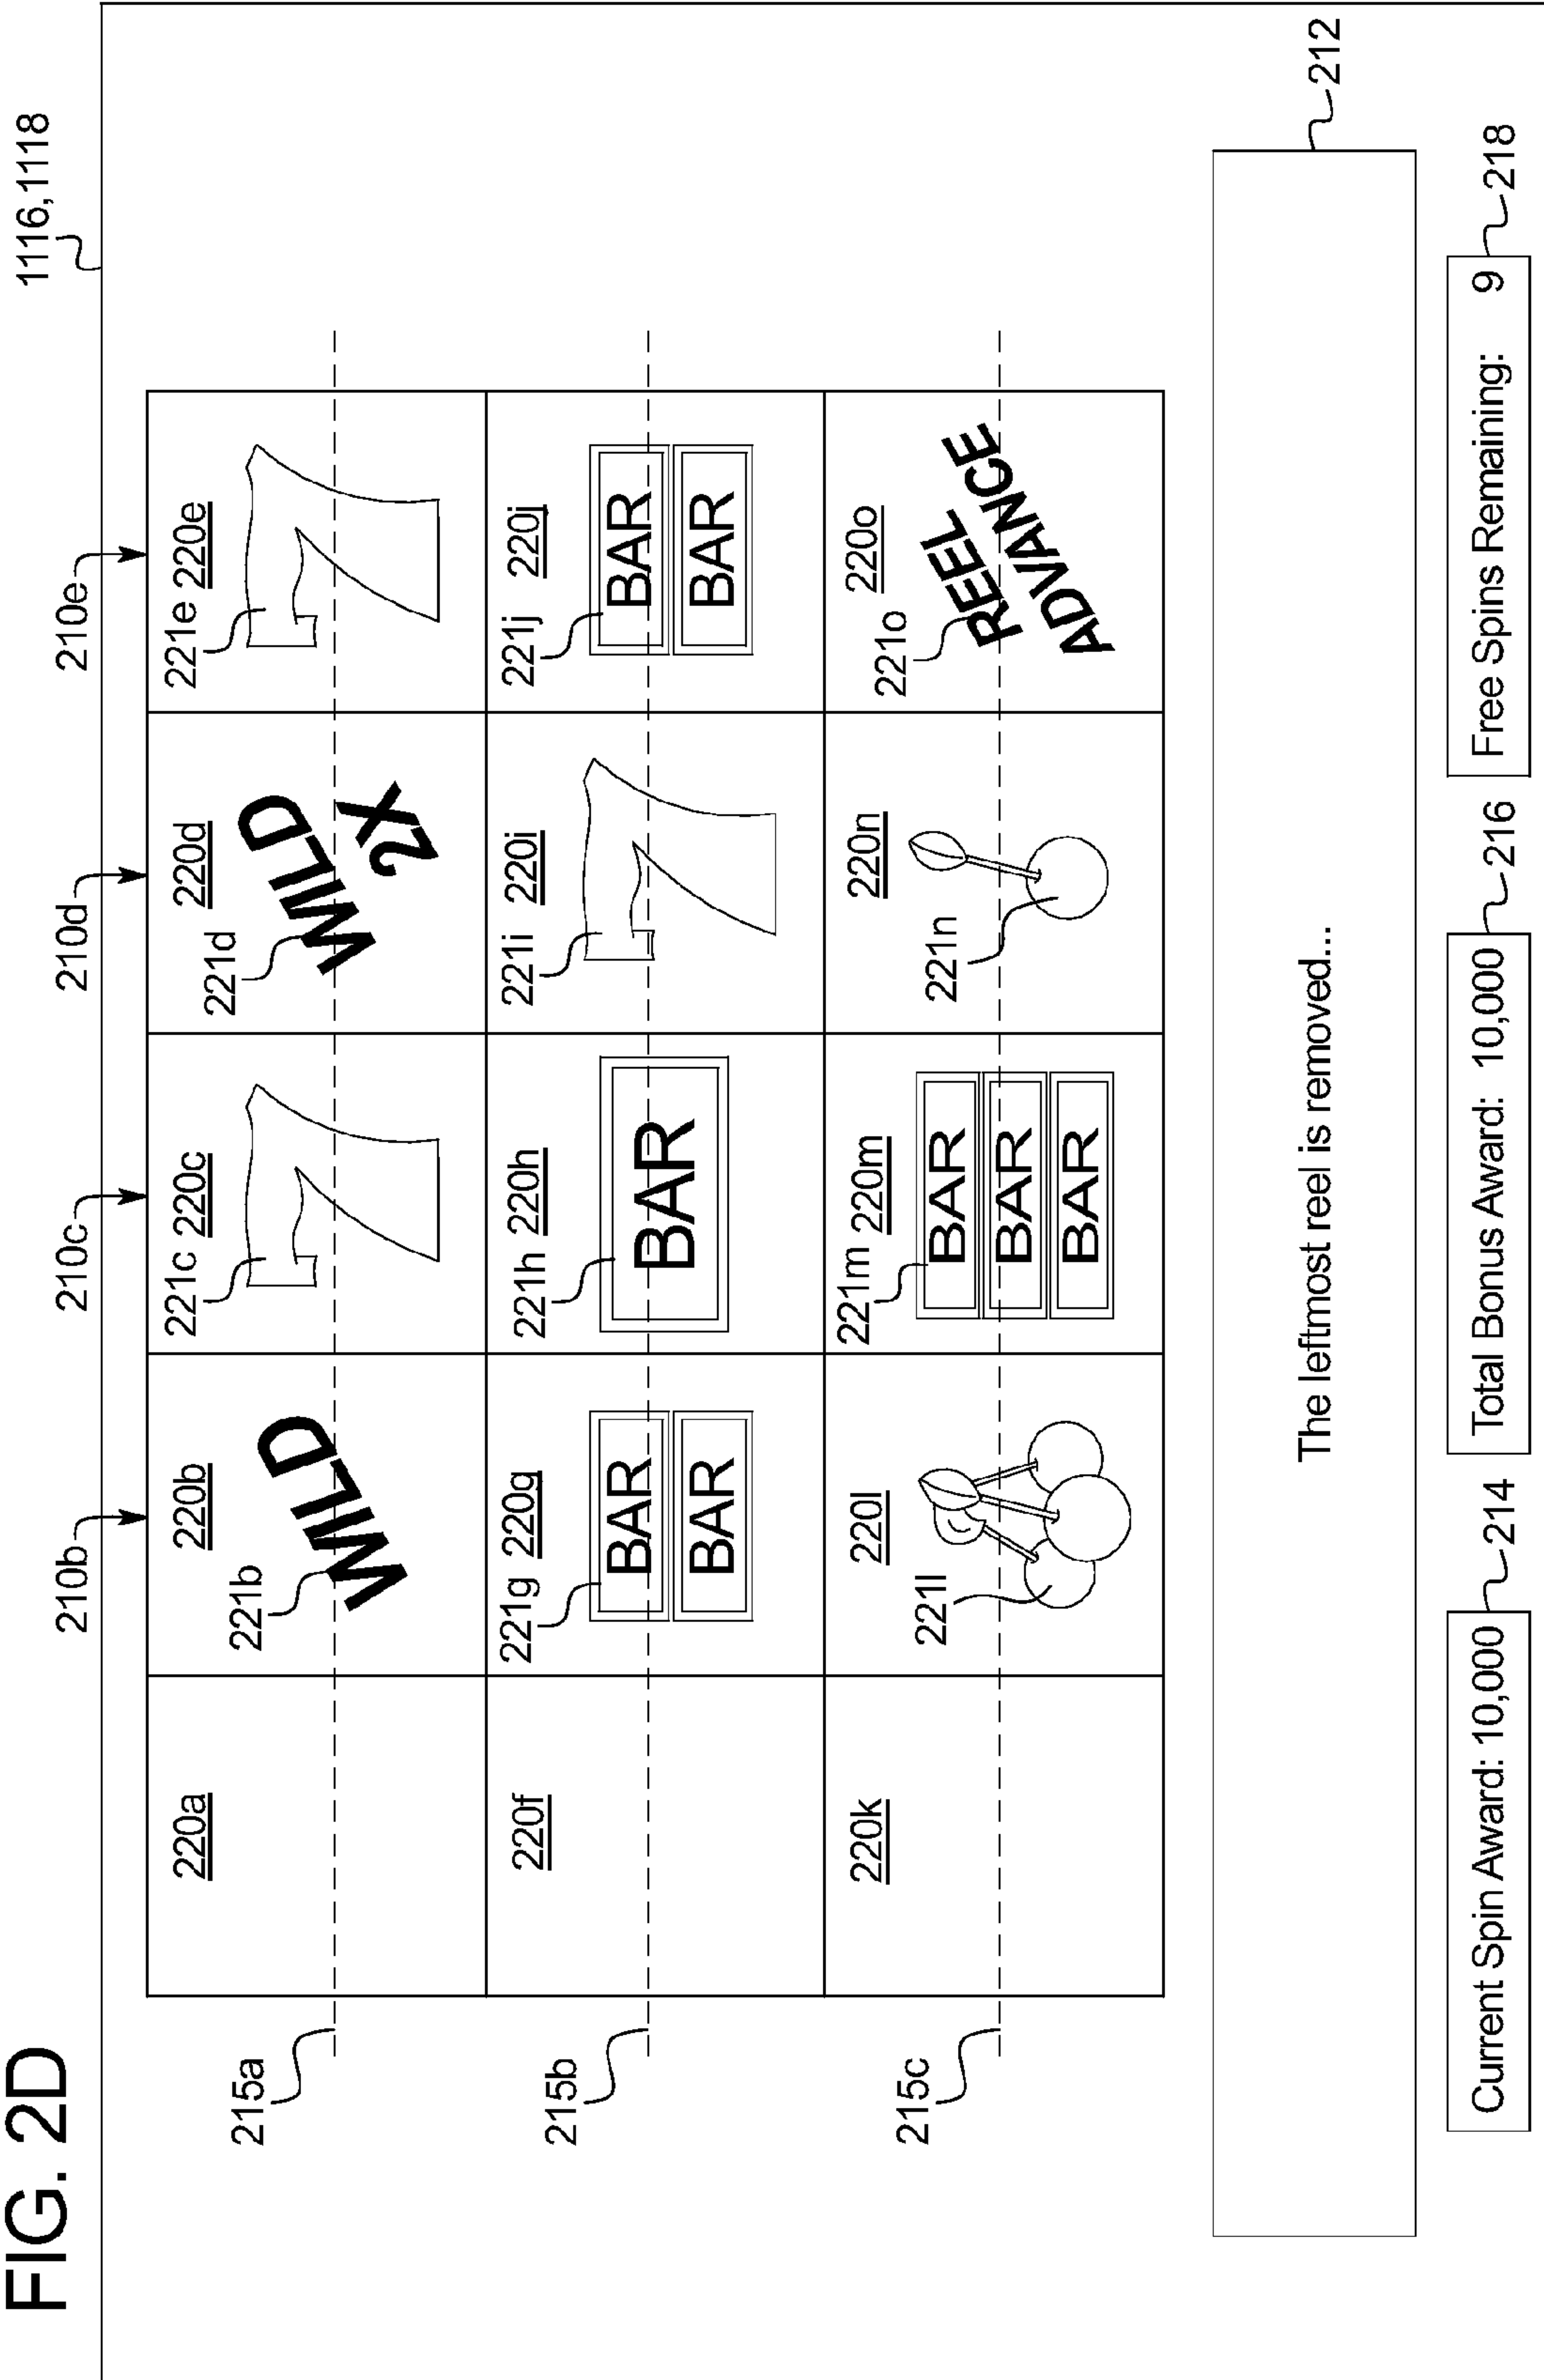 FIG. 2D
1116,1118
210b 210c 210d 210e
220a 220b 221c 220c 220d 221e 220e
215a 221b WILD 221d WILD 2X
220f 221g 220g 221h 220h 221i 220i 221j 220j
215b BAR BAR BAR
BAR BAR
220k 220l 221m 220m 220n 220o
215c 221l BAR 221n 221o REEL
BAR ADVANCE
BAR
The leftmost reel is removed...
212
Current Spin Award: 10,000 Total Bonus Award: 10,000 Free Spins Remaining: 9
214 216 218